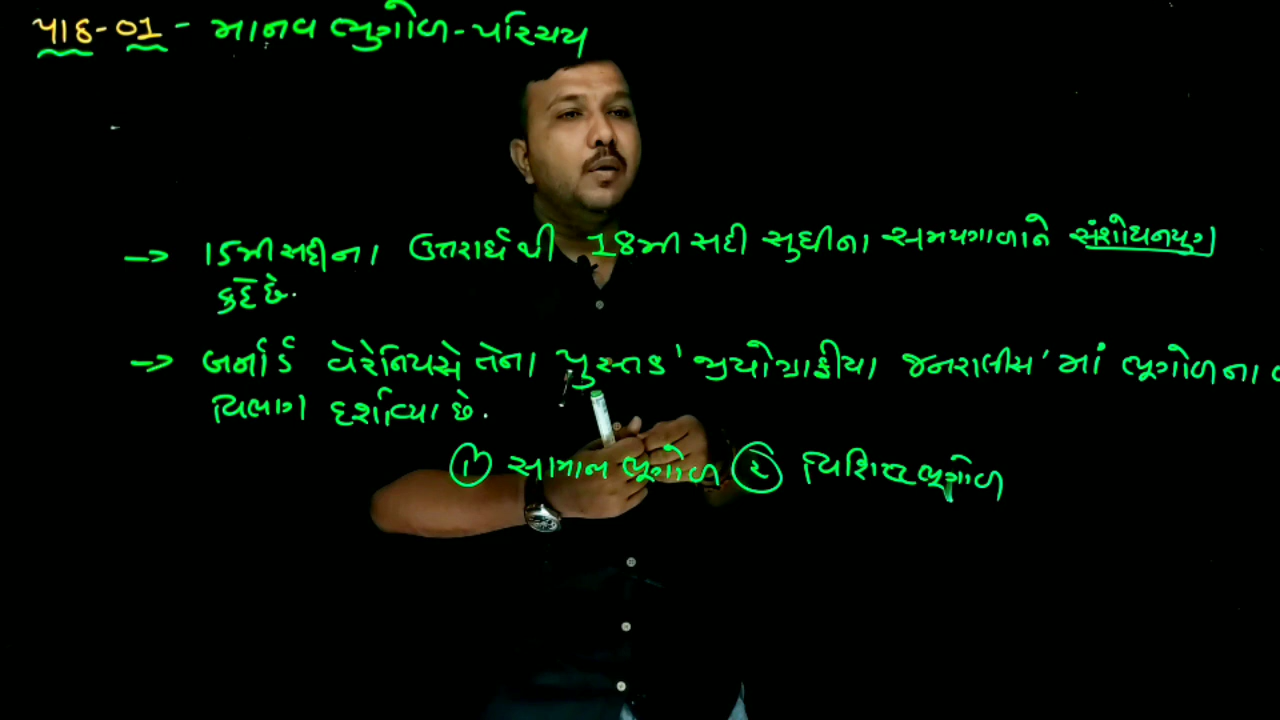 પાઠ-01 - માનવ ભુગોળ-પરિચય
→ 15મી સદીના ઉત્તરાર્ધ થી 18મી સદી સુધીના સમયગાળાને સંશોધનયુગ
કહે છે.
→ બર્નાર્ડ વેરેનિયસે તેના પુસ્તક 'જીયોગ્રાફીયા જનરાલીસ' માં ભૂગોળના
વિભાગ દર્શાવ્યા છે.
① સામાન્ય ભૂગોળ ② વિશિષ્ટ ભૂગોળ